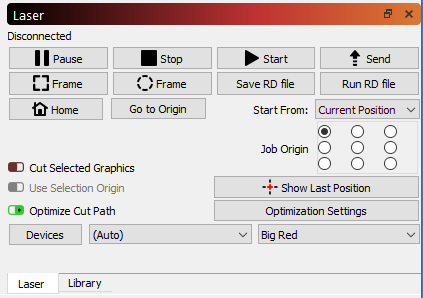 Laser
Disconnected
Pause Stop Start Send
Frame Frame Save RD file Run RD file
Home Go to Origin Start From: Current Position
Job Origin
Cut Selected Graphics
Use Selection Origin Show Last Position
Optimize Cut Path Optimization Settings
Devices (Auto) Big Red
Laser Library